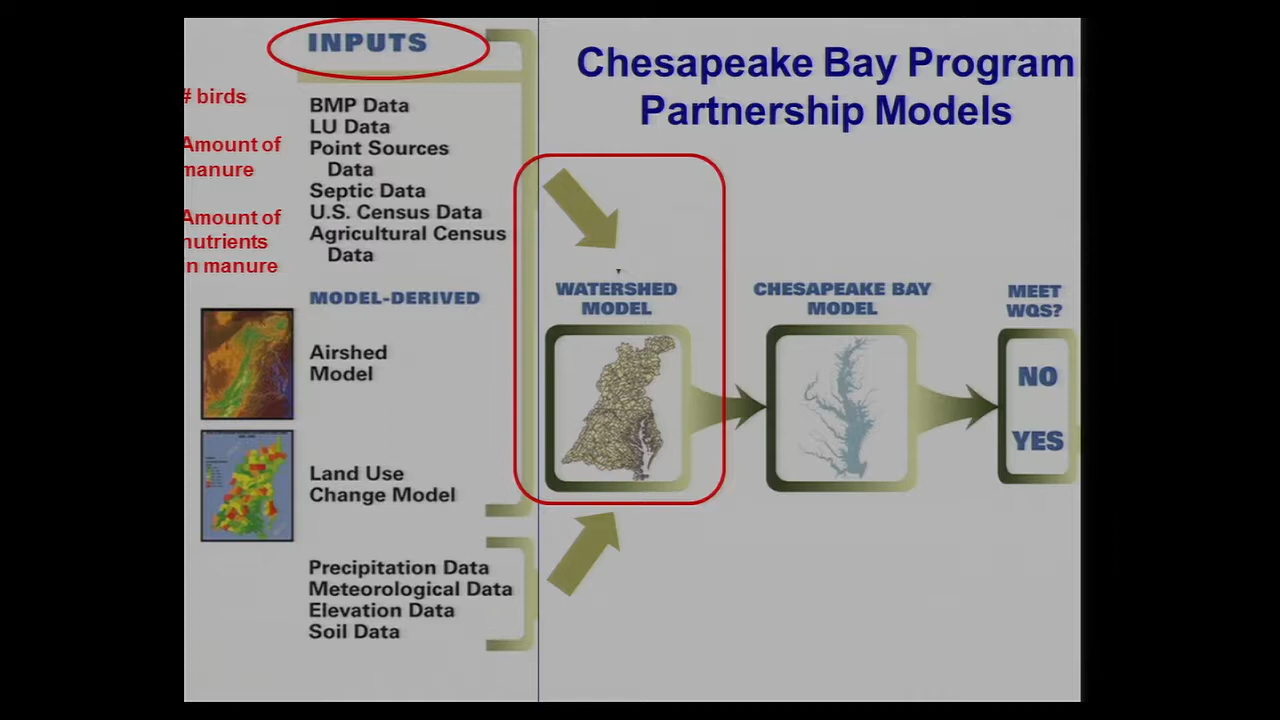 INPUTS
Chesapeake Bay Program
Partnership Models
# birds
Amount of
manure
Amount of
nutrients
in manure
BMP Data
LU Data
Point Sources
Data
Septic Data
U.S. Census Data
Agricultural Census
Data
MODEL-DERIVED
Airshed
Model
Land Use
Change Model
Precipitation Data
Meteorological Data
Elevation Data
Soil Data
WATERSHED
MODEL
CHESAPEAKE BAY
MODEL
MEET
WQS?
NO
YES